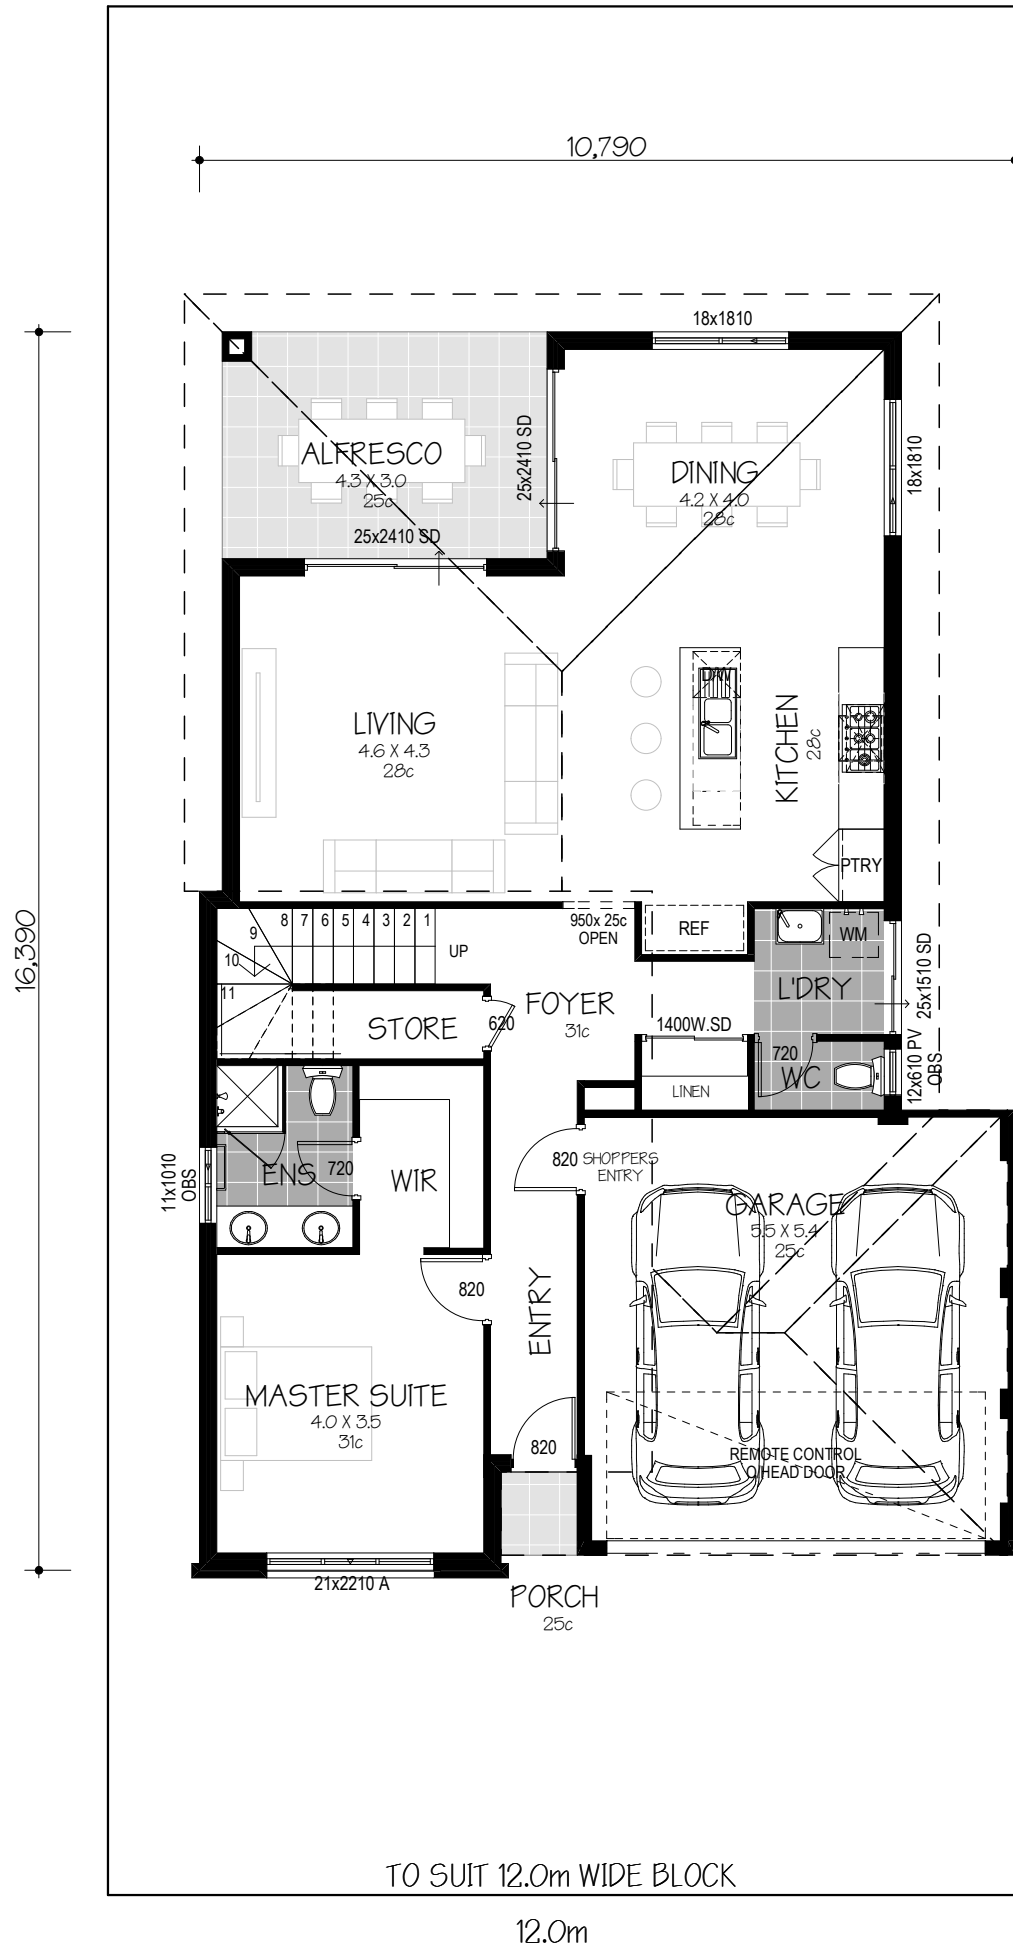 10,790
18x1810
ALFRESCO
4.3 X 3.0
25c
25x2410 SD
25x2410 SD
DINING
4.2 X 4.0
28c
18x1810
LIVING
4.6 X 4.3
28c
D/W
KITCHEN
28c
PTRY
16,390
11
10
9
8
7
6
5
4
3
2
1
UP
950x 25c
OPEN
REF
WM
25x1510 SD
L'DRY
FOYER
31c
STORE
620
1400W.SD
LINEN
720
WC
12x610 PV
OBS
11x1010
OBS
ENS
720
WIR
820
SHOPPERS
ENTRY
GARAGE
5.5 X 5.4
25c
820
ENTRY
MASTER SUITE
4.0 X 3.5
31c
820
REMOTE CONTROL
O/HEAD DOOR
21x2210 A
PORCH
25c
TO SUIT 12.0m WIDE BLOCK
12.0m